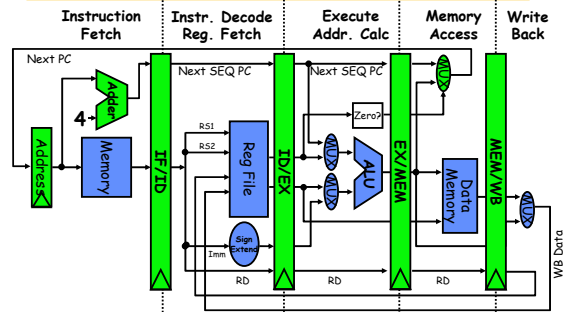 Instruction
Fetch
Instr. Decode
Reg. Fetch
Execute
Addr. Calc
Memory
Access
Write
Back
Next PC
Next SEQ PC
Next SEQ PC
MUX
Adder
4
Zero?
RS1
RS2
Address
Memory
IF/ID
Reg File
ID/EX
MUX
MUX
ALU
EX/MEM
Data
Memory
MEM/WB
MUX
Sign
Extend
Imm
RD
RD
RD
WB Data